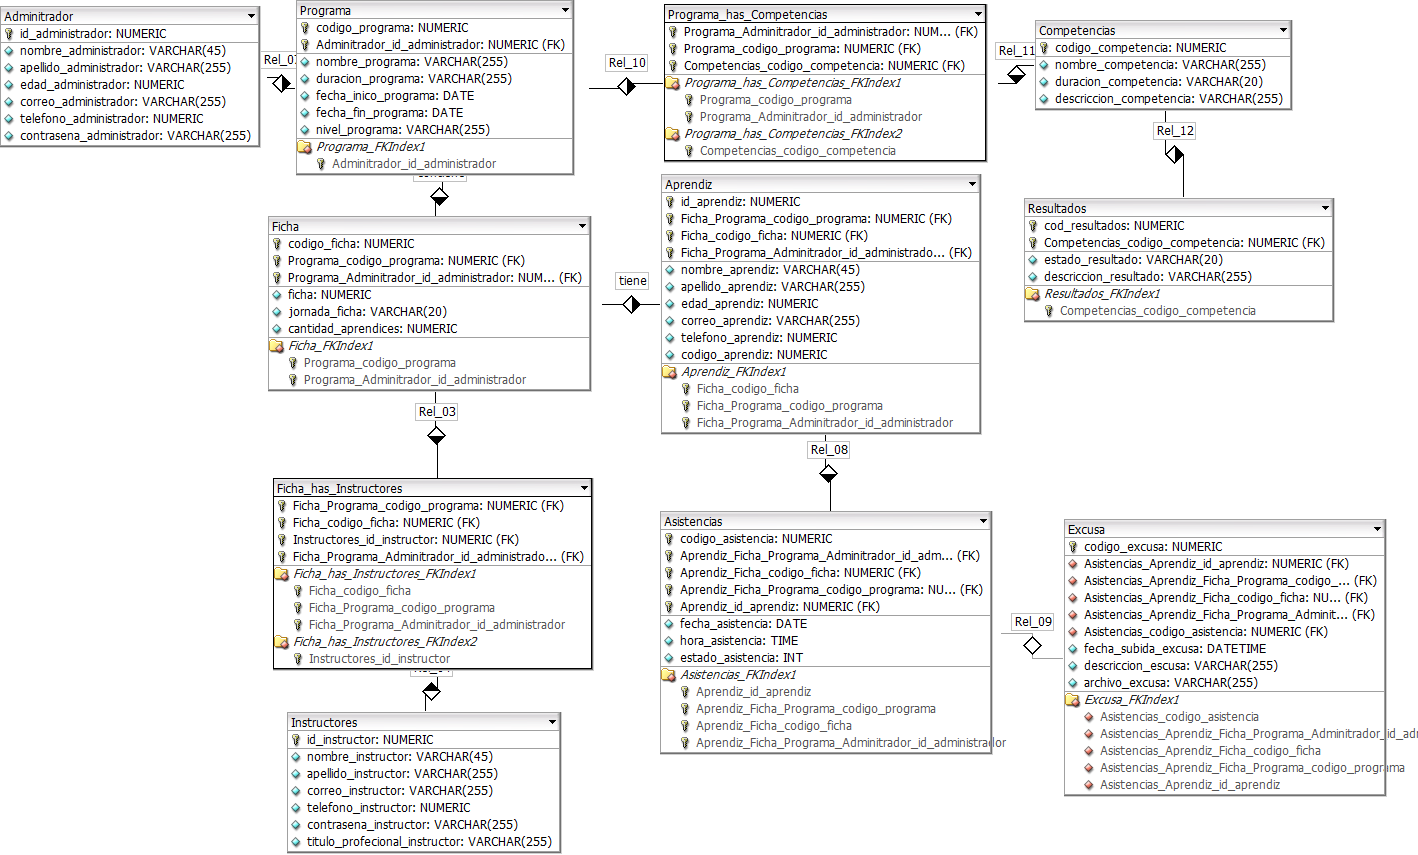 Adminitrador
id_administrador: NUMERIC
nombre_administrador: VARCHAR(45)
apellido_administrador: VARCHAR(255)
edad_administrador: NUMERIC
correo_administrador: VARCHAR(255)
telefono_administrador: NUMERIC
contrasena_administrador: VARCHAR(255)
Programa
codigo_programa: NUMERIC
Adminitrador_id_administrador: NUMERIC (FK)
nombre_programa: VARCHAR(255)
duracion_programa: VARCHAR(255)
fecha_inico_programa: DATE
fecha_fin_programa: DATE
nivel_programa: VARCHAR(255)
Programa_FKIndex1
Adminitrador_id_administrador
Rel_10
Programa_has_Competencias
Programa_Adminitrador_id_administrador: NUM... (FK)
Programa_codigo_programa: NUMERIC (FK)
Competencias_codigo_competencia: NUMERIC (FK)
Programa_has_Competencias_FKIndex1
Programa_codigo_programa
Programa_Adminitrador_id_administrador
Programa_has_Competencias_FKIndex2
Competencias_codigo_competencia
Rel_11
Competencias
codigo_competencia: NUMERIC
nombre_competencia: VARCHAR(255)
duracion_competencia: VARCHAR(20)
descriccion_competencia: VARCHAR(255)
Rel_12
Resultados
cod_resultados: NUMERIC
Competencias_codigo_competencia: NUMERIC (FK)
estado_resultado: VARCHAR(20)
descriccion_resultado: VARCHAR(255)
Resultados_FKIndex1
Competencias_codigo_competencia
Ficha
codigo_ficha: NUMERIC
Programa_codigo_programa: NUMERIC (FK)
Programa_Adminitrador_id_administrador: NUM... (FK)
ficha: NUMERIC
jornada_ficha: VARCHAR(20)
cantidad_aprendices: NUMERIC
Ficha_FKIndex1
Programa_codigo_programa
Programa_Adminitrador_id_administrador
tiene
Aprendiz
id_aprendiz: NUMERIC
Ficha_Programa_codigo_programa: NUMERIC (FK)
Ficha_codigo_ficha: NUMERIC (FK)
Ficha_Programa_Adminitrador_id_administrado... (FK)
nombre_aprendiz: VARCHAR(45)
apellido_aprendiz: VARCHAR(255)
edad_aprendiz: NUMERIC
correo_aprendiz: VARCHAR(255)
telefono_aprendiz: NUMERIC
codigo_aprendiz: NUMERIC
Aprendiz_FKIndex1
Ficha_codigo_ficha
Ficha_Programa_codigo_programa
Ficha_Programa_Adminitrador_id_administrador
Rel_03
Rel_08
Ficha_has_Instructores
Ficha_Programa_codigo_programa: NUMERIC (FK)
Ficha_codigo_ficha: NUMERIC (FK)
Instructores_id_instructor: NUMERIC (FK)
Ficha_Programa_Adminitrador_id_administrado... (FK)
Ficha_has_Instructores_FKIndex1
Ficha_codigo_ficha
Ficha_Programa_codigo_programa
Ficha_Programa_Adminitrador_id_administrador
Ficha_has_Instructores_FKIndex2
Instructores_id_instructor
Instructores
id_instructor: NUMERIC
nombre_instructor: VARCHAR(45)
apellido_instructor: VARCHAR(255)
correo_instructor: VARCHAR(255)
telefono_instructor: NUMERIC
contrasena_instructor: VARCHAR(255)
titulo_profecional_instructor: VARCHAR(255)
Asistencias
codigo_asistencia: NUMERIC
Aprendiz_Ficha_Programa_Adminitrador_id_adm... (FK)
Aprendiz_Ficha_codigo_ficha: NUMERIC (FK)
Aprendiz_Ficha_Programa_codigo_programa: NU... (FK)
Aprendiz_id_aprendiz: NUMERIC (FK)
fecha_asistencia: DATE
hora_asistencia: TIME
estado_asistencia: INT
Asistencias_FKIndex1
Aprendiz_id_aprendiz
Aprendiz_Ficha_Programa_codigo_programa
Aprendiz_Ficha_codigo_ficha
Aprendiz_Ficha_Programa_Adminitrador_id_administrador
Rel_09
Excusa
codigo_excusa: NUMERIC
Asistencias_Aprendiz_id_aprendiz: NUMERIC (FK)
Asistencias_Aprendiz_Ficha_Programa_codigo_... (FK)
Asistencias_Aprendiz_Ficha_codigo_ficha: NU... (FK)
Asistencias_Aprendiz_Ficha_Programa_Adminit... (FK)
Asistencias_codigo_asistencia: NUMERIC (FK)
fecha_subida_excusa: DATETIME
descriccion_escusa: VARCHAR(255)
archivo_excusa: VARCHAR(255)
Excusa_FKIndex1
Asistencias_codigo_asistencia
Asistencias_Aprendiz_Ficha_Programa_Adminitrador_id_adm
Asistencias_Aprendiz_Ficha_codigo_ficha
Asistencias_Aprendiz_Ficha_Programa_codigo_programa
Asistencias_Aprendiz_id_aprendiz